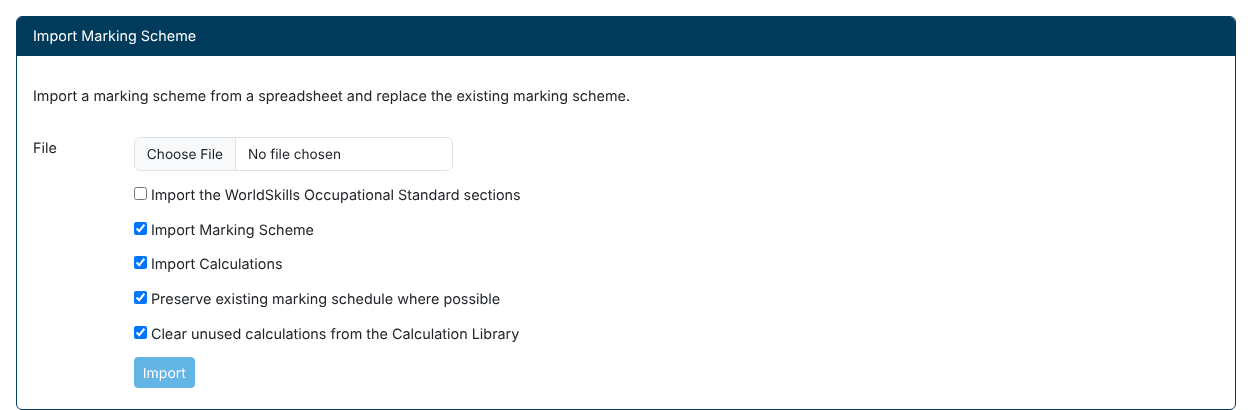 Import Marking Scheme
Import a marking scheme from a spreadsheet and replace the existing marking scheme.
File
Choose File No file chosen
Import the WorldSkills Occupational Standard sections
Import Marking Scheme
Import Calculations
Preserve existing marking schedule where possible
Clear unused calculations from the Calculation Library
Import